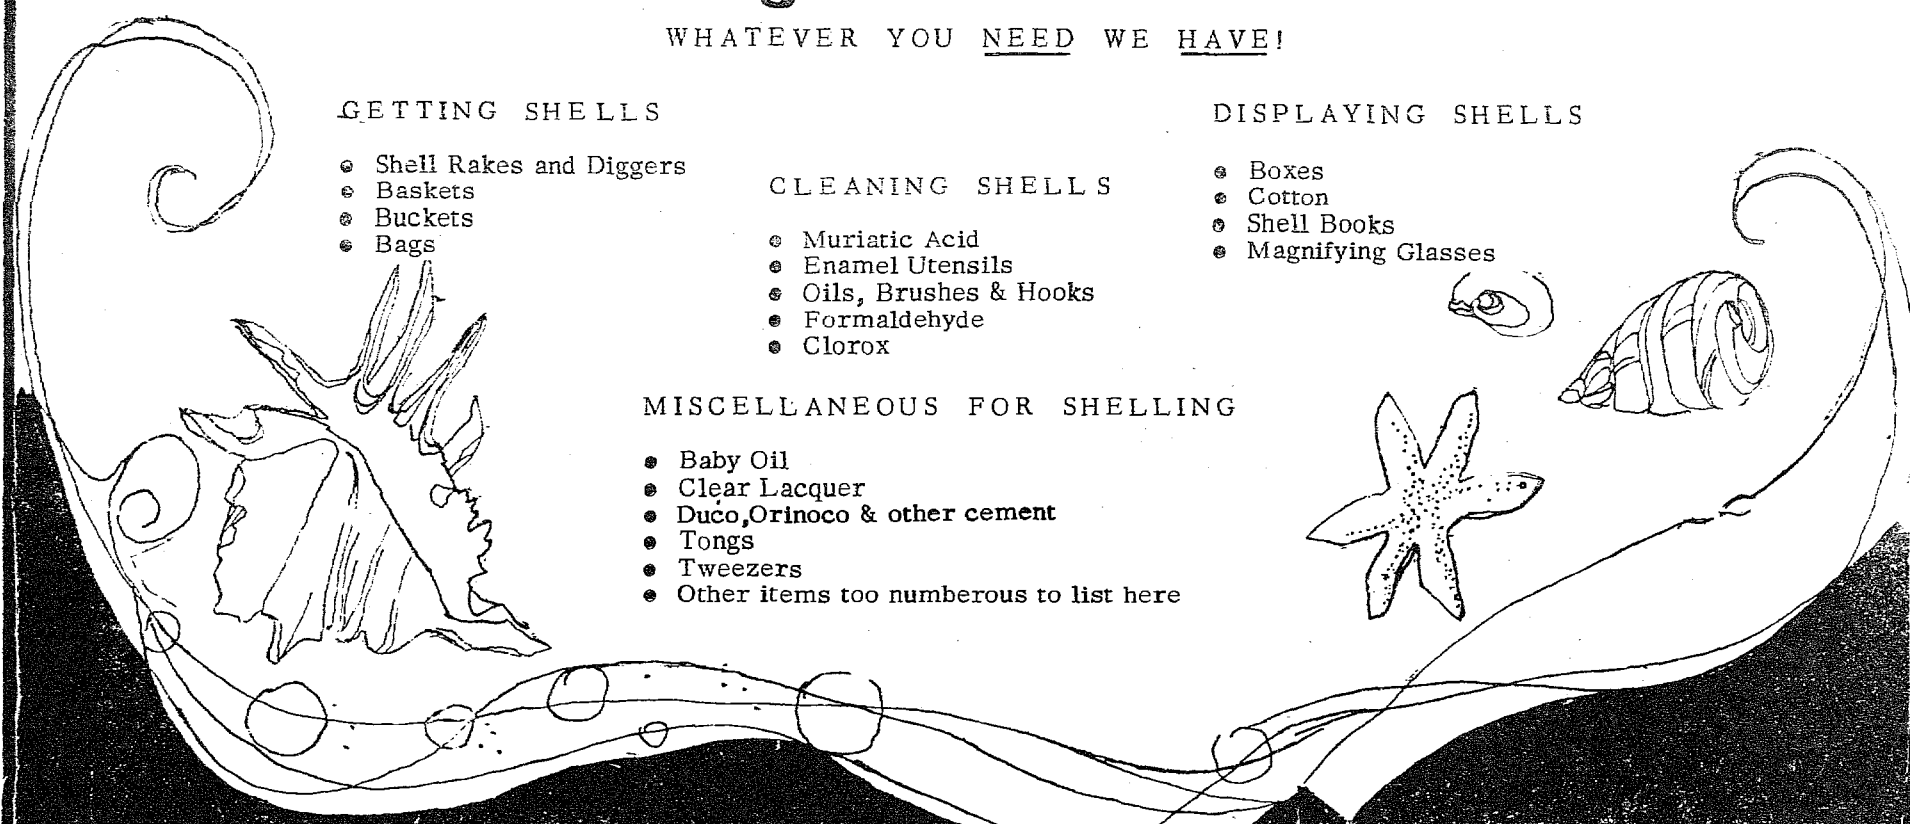 WHATEVER YOU NEED WE HAVE!
GETTING SHELLS
Shell Rakes and Diggers
Baskets
Buckets
Bags
CLEANING SHELLS
Muriatic Acid
Enamel Utensils
Oils, Brushes & Hooks
Formaldehyde
Clorox
DISPLAYING SHELLS
Boxes
Cotton
Shell Books
Magnifying Glasses
MISCELLANEOUS FOR SHELLING
Baby Oil
Clear Lacquer
Duco,Orinoco & other cement
Tongs
Tweezers
Other items too numberous to list here